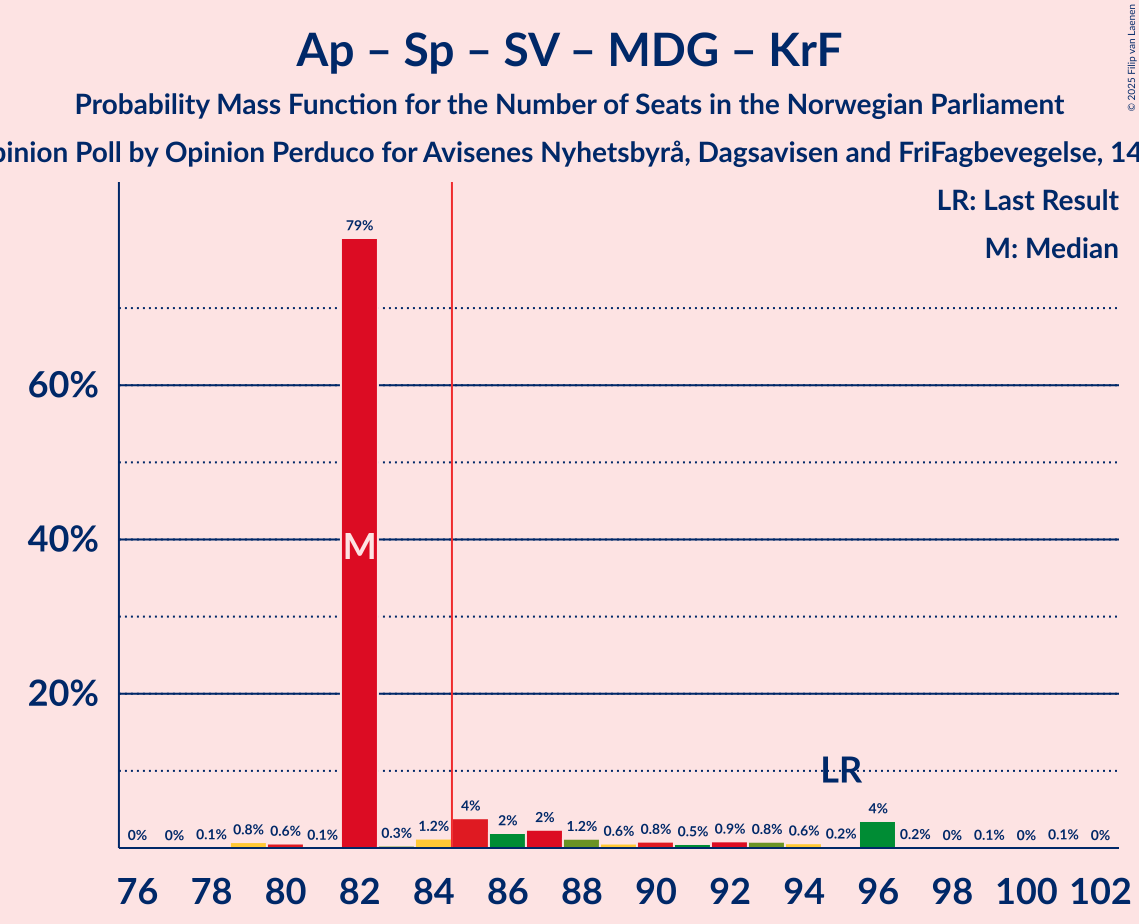 Ap – Sp – SV – MDG – KrF
Probability Mass Function for the Number of Seats in the Norwegian Parliament
pinion Poll by Opinion Perduco for Avisenes Nyhetsbyrå, Dagsavisen and FriFagbevegelse, 14
© 2025 Filip van Laenen
LR: Last Result
M: Median
79%
60%
40%
M
20%
LR
0% 0% 0.1% 0.8% 0.6% 0.1% 0.3% 1.2% 4% 2% 2% 1.2% 0.6% 0.8% 0.5% 0.9% 0.8% 0.6% 0.2% 4% 0.2% 0% 0.1% 0% 0.1% 0%
76 78 80 82 84 86 88 90 92 94 96 98 100 102